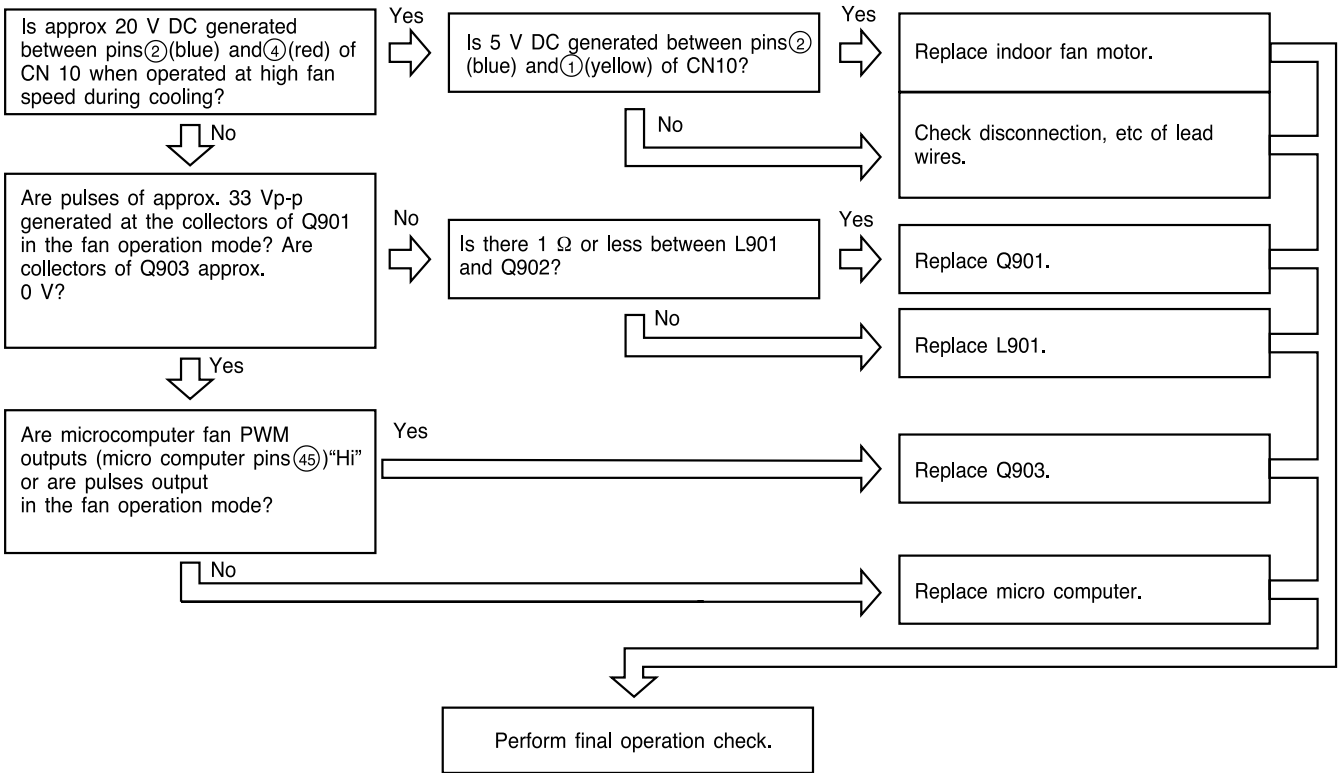 Is approx 20 V DC generated
between pins②(blue) and④(red) of
CN 10 when operated at high fan
speed during cooling?
Yes
Is 5 V DC generated between pins②
(blue) and①(yellow) of CN10?
Yes
Replace indoor fan motor.
No
Check disconnection, etc of lead
wires.
No
Are pulses of approx. 33 Vp-p
generated at the collectors of Q901
in the fan operation mode? Are
collectors of Q903 approx.
0 V?
No
Is there 1 Ω or less between L901
and Q902?
Yes
Replace Q901.
No
Replace L901.
Yes
Are microcomputer fan PWM
outputs (micro computer pins㊺)“Hi”
or are pulses output
in the fan operation mode?
Yes
Replace Q903.
No
Replace micro computer.
Perform final operation check.